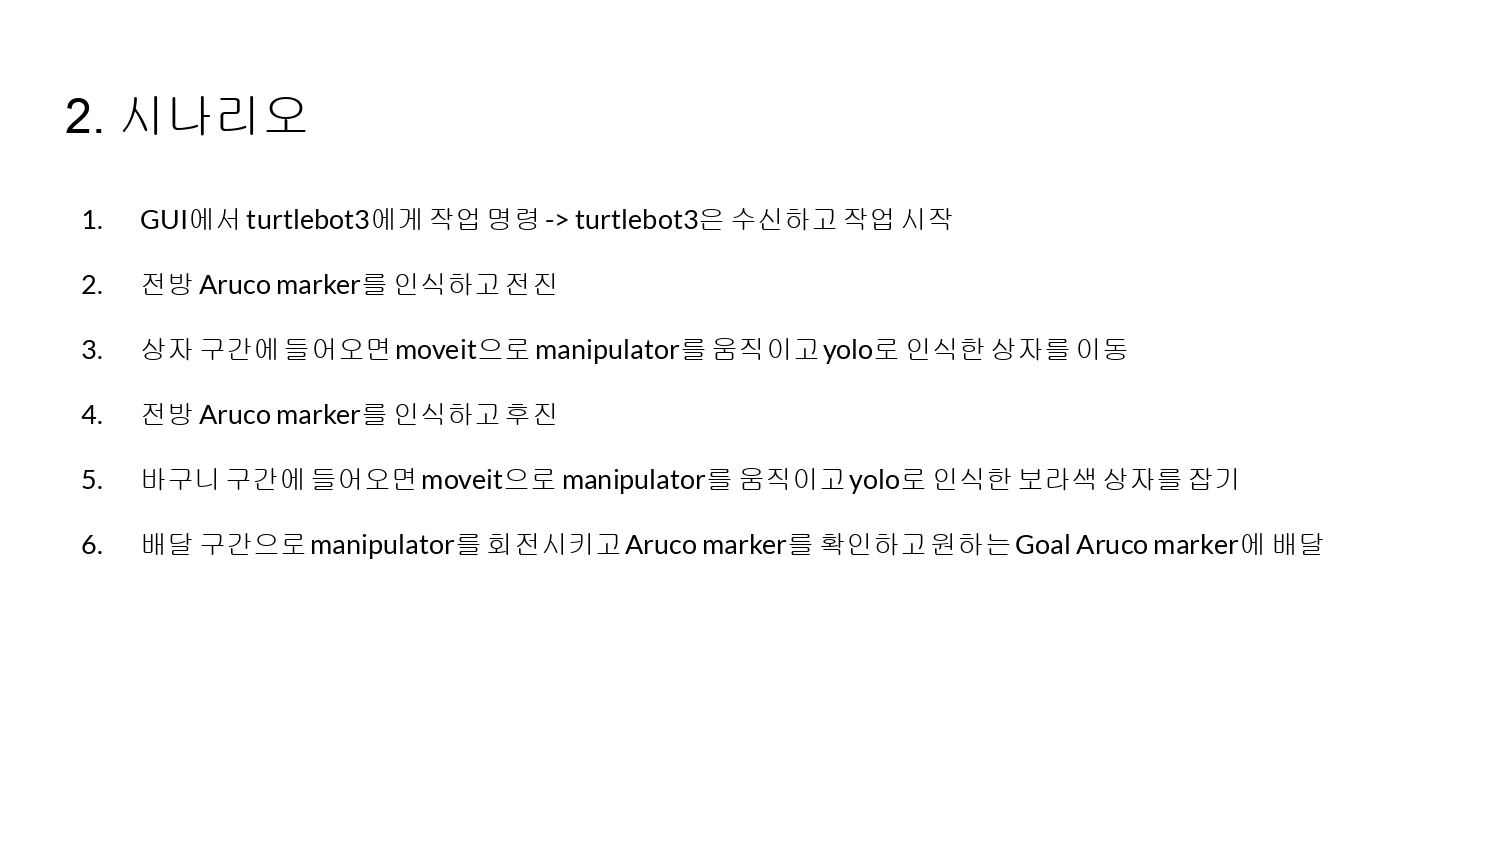 2. 시나리오
1. GUI에서 turtlebot3에게 작업 명령 -> turtlebot3은 수신하고 작업 시작
2. 전방 Aruco marker를 인식하고 전진
3. 상자 구간에 들어오면 moveit으로 manipulator를 움직이고 yolo로 인식한 상자를 이동
4. 전방 Aruco marker를 인식하고 후진
5. 바구니 구간에 들어오면 moveit으로 manipulator를 움직이고 yolo로 인식한 보라색 상자를 잡기
6. 배달 구간으로 manipulator를 회전시키고 Aruco marker를 확인하고 원하는 Goal Aruco marker에 배달